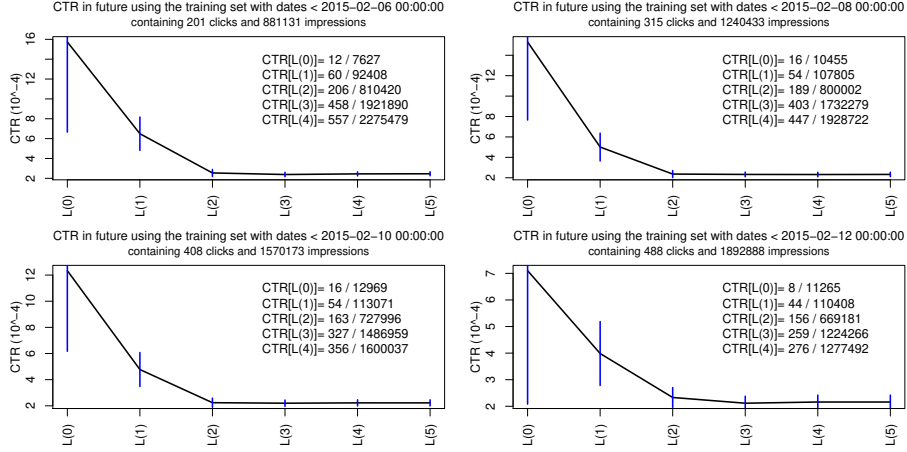 CTR in future using the training set with dates < 2015−02−06 00:00:00
containing 201 clicks and 881131 impressions
CTR (10^−4)
16
12
8
6
4
2
CTR[L(0)]= 12 / 7627
CTR[L(1)]= 60 / 92408
CTR[L(2)]= 206 / 810420
CTR[L(3)]= 458 / 1921890
CTR[L(4)]= 557 / 2275479
L(0)
L(1)
L(2)
L(3)
L(4)
L(5)
CTR in future using the training set with dates < 2015−02−08 00:00:00
containing 315 clicks and 1240433 impressions
CTR (10^−4)
12
8
6
4
2
CTR[L(0)]= 16 / 10455
CTR[L(1)]= 54 / 107805
CTR[L(2)]= 189 / 800002
CTR[L(3)]= 403 / 1732279
CTR[L(4)]= 447 / 1928722
L(0)
L(1)
L(2)
L(3)
L(4)
L(5)
CTR in future using the training set with dates < 2015−02−10 00:00:00
containing 408 clicks and 1570173 impressions
CTR (10^−4)
12
10
8
6
4
2
CTR[L(0)]= 16 / 12969
CTR[L(1)]= 54 / 113071
CTR[L(2)]= 163 / 727996
CTR[L(3)]= 327 / 1486959
CTR[L(4)]= 356 / 1600037
L(0)
L(1)
L(2)
L(3)
L(4)
L(5)
CTR in future using the training set with dates < 2015−02−12 00:00:00
containing 488 clicks and 1892888 impressions
CTR (10^−4)
7
6
5
4
3
2
CTR[L(0)]= 8 / 11265
CTR[L(1)]= 44 / 110408
CTR[L(2)]= 156 / 669181
CTR[L(3)]= 259 / 1224266
CTR[L(4)]= 276 / 1277492
L(0)
L(1)
L(2)
L(3)
L(4)
L(5)